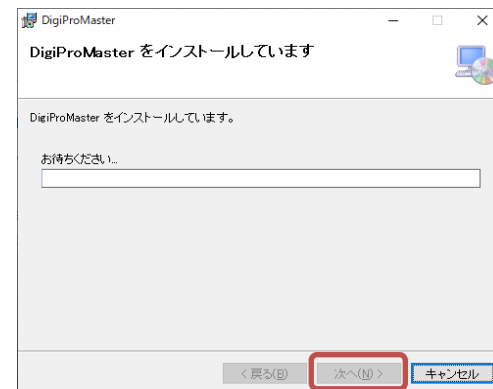 DigiProMaster
DigiProMaster をインストールしています
DigiProMaster をインストールしています。
お待ちください...
< 戻る(B)
次へ(N) >
キャンセル